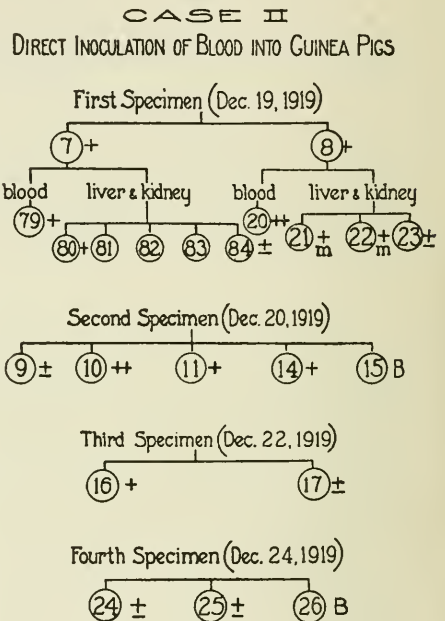 CASE II
DIRECT INOCULATION OF BLOOD INTO GUINEA PIGS
First Specimen (Dec. 19, 1919)
7 + 8 +
blood liver & kidney blood liver & kidney
79 + 80 + 81 82 83 84 ± 20 ++ 21 + m 22 + m 23 ±
Second Specimen (Dec. 20, 1919)
9 ± 10 ++ 11 + 14 + 15 B
Third Specimen (Dec. 22, 1919)
16 + 17 ±
Fourth Specimen (Dec. 24, 1919)
24 ± 25 ± 26 B